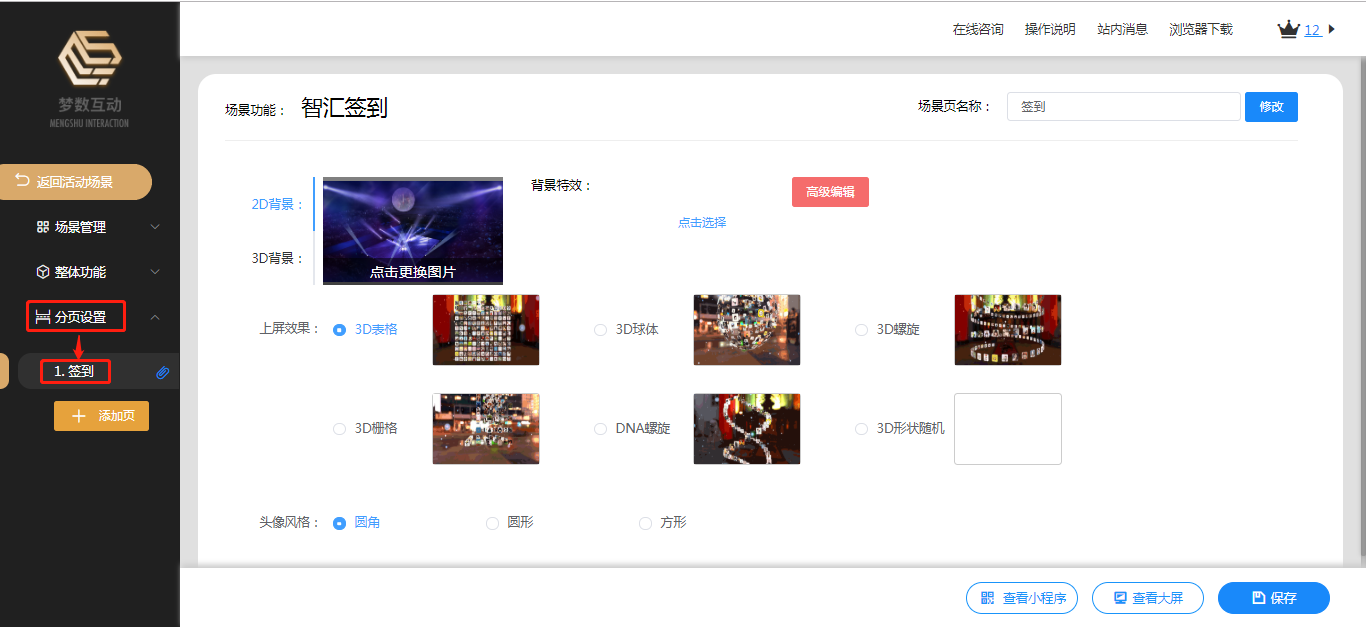 在线咨询 操作说明 站内消息 浏览器下载 12
梦数互动
MENGSHU INTERACTION
返回活动场景
场景管理
整体功能
分页设置
1. 签到
添加页
场景功能： 智汇签到
场景页名称： 签到 修改
2D背景：
3D背景：
点击更换图片
背景特效：
点击选择
高级编辑
上屏效果： 3D表格 3D球体 3D螺旋
3D栅格 DNA螺旋 3D形状随机
头像风格： 圆角 圆形 方形
查看小程序 查看大屏 保存